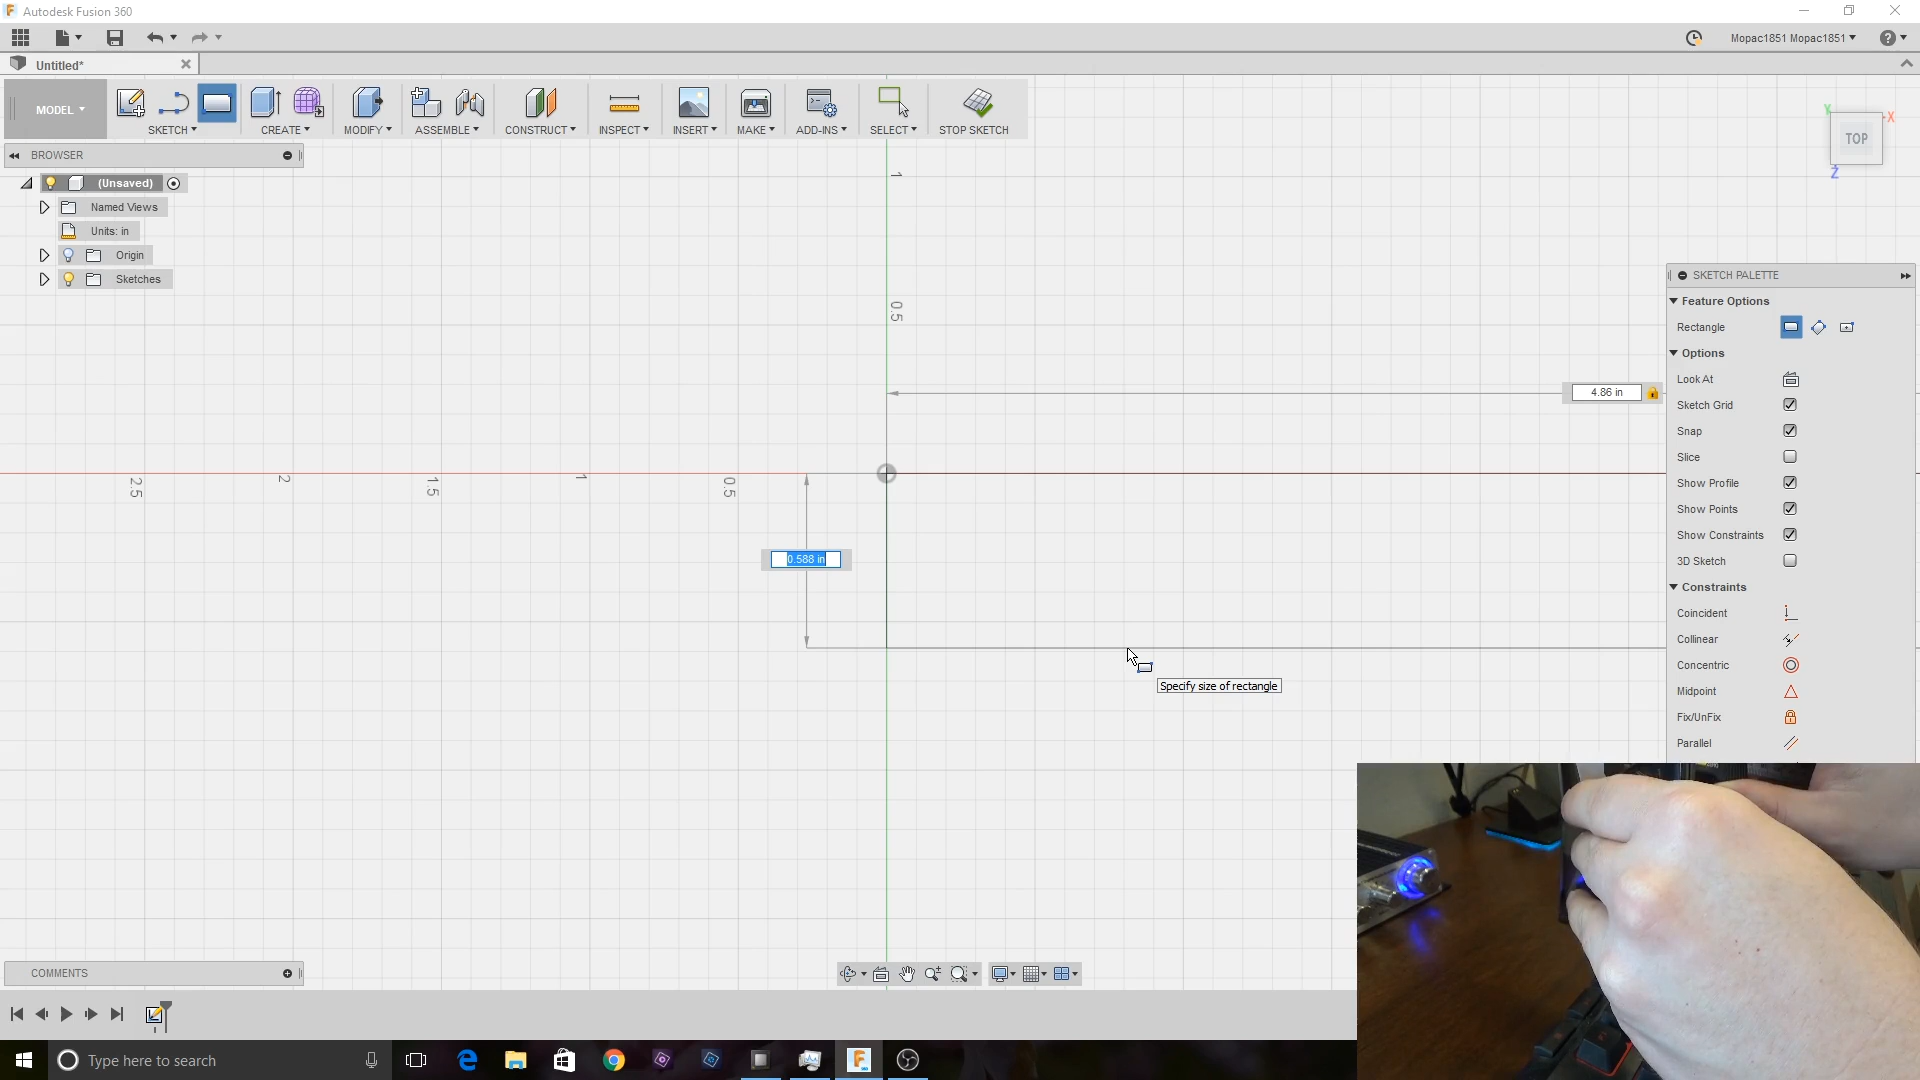 Autodesk Fusion 360
Mopac1851 Mopac1851
Untitled*
MODEL
SKETCH
CREATE
MODIFY
ASSEMBLE
CONSTRUCT
INSPECT
INSERT
MAKE
ADD-INS
SELECT
STOP SKETCH
Y
X
TOP
Z
BROWSER
(Unsaved)
Named Views
Units: in
Origin
Sketches
1
0.5
2.5
2
1.5
1
0.5
4.86 in
0.588 in
Specify size of rectangle
SKETCH PALETTE
Feature Options
Rectangle
Options
Look At
Sketch Grid
Snap
Slice
Show Profile
Show Points
Show Constraints
3D Sketch
Constraints
Coincident
Collinear
Concentric
Midpoint
Fix/UnFix
Parallel
COMMENTS
Type here to search